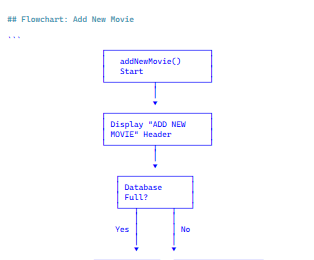 ## Flowchart: Add New Movie
...
addNewMovie()
Start
Display "ADD NEW
MOVIE" Header
Database
Full?
Yes No